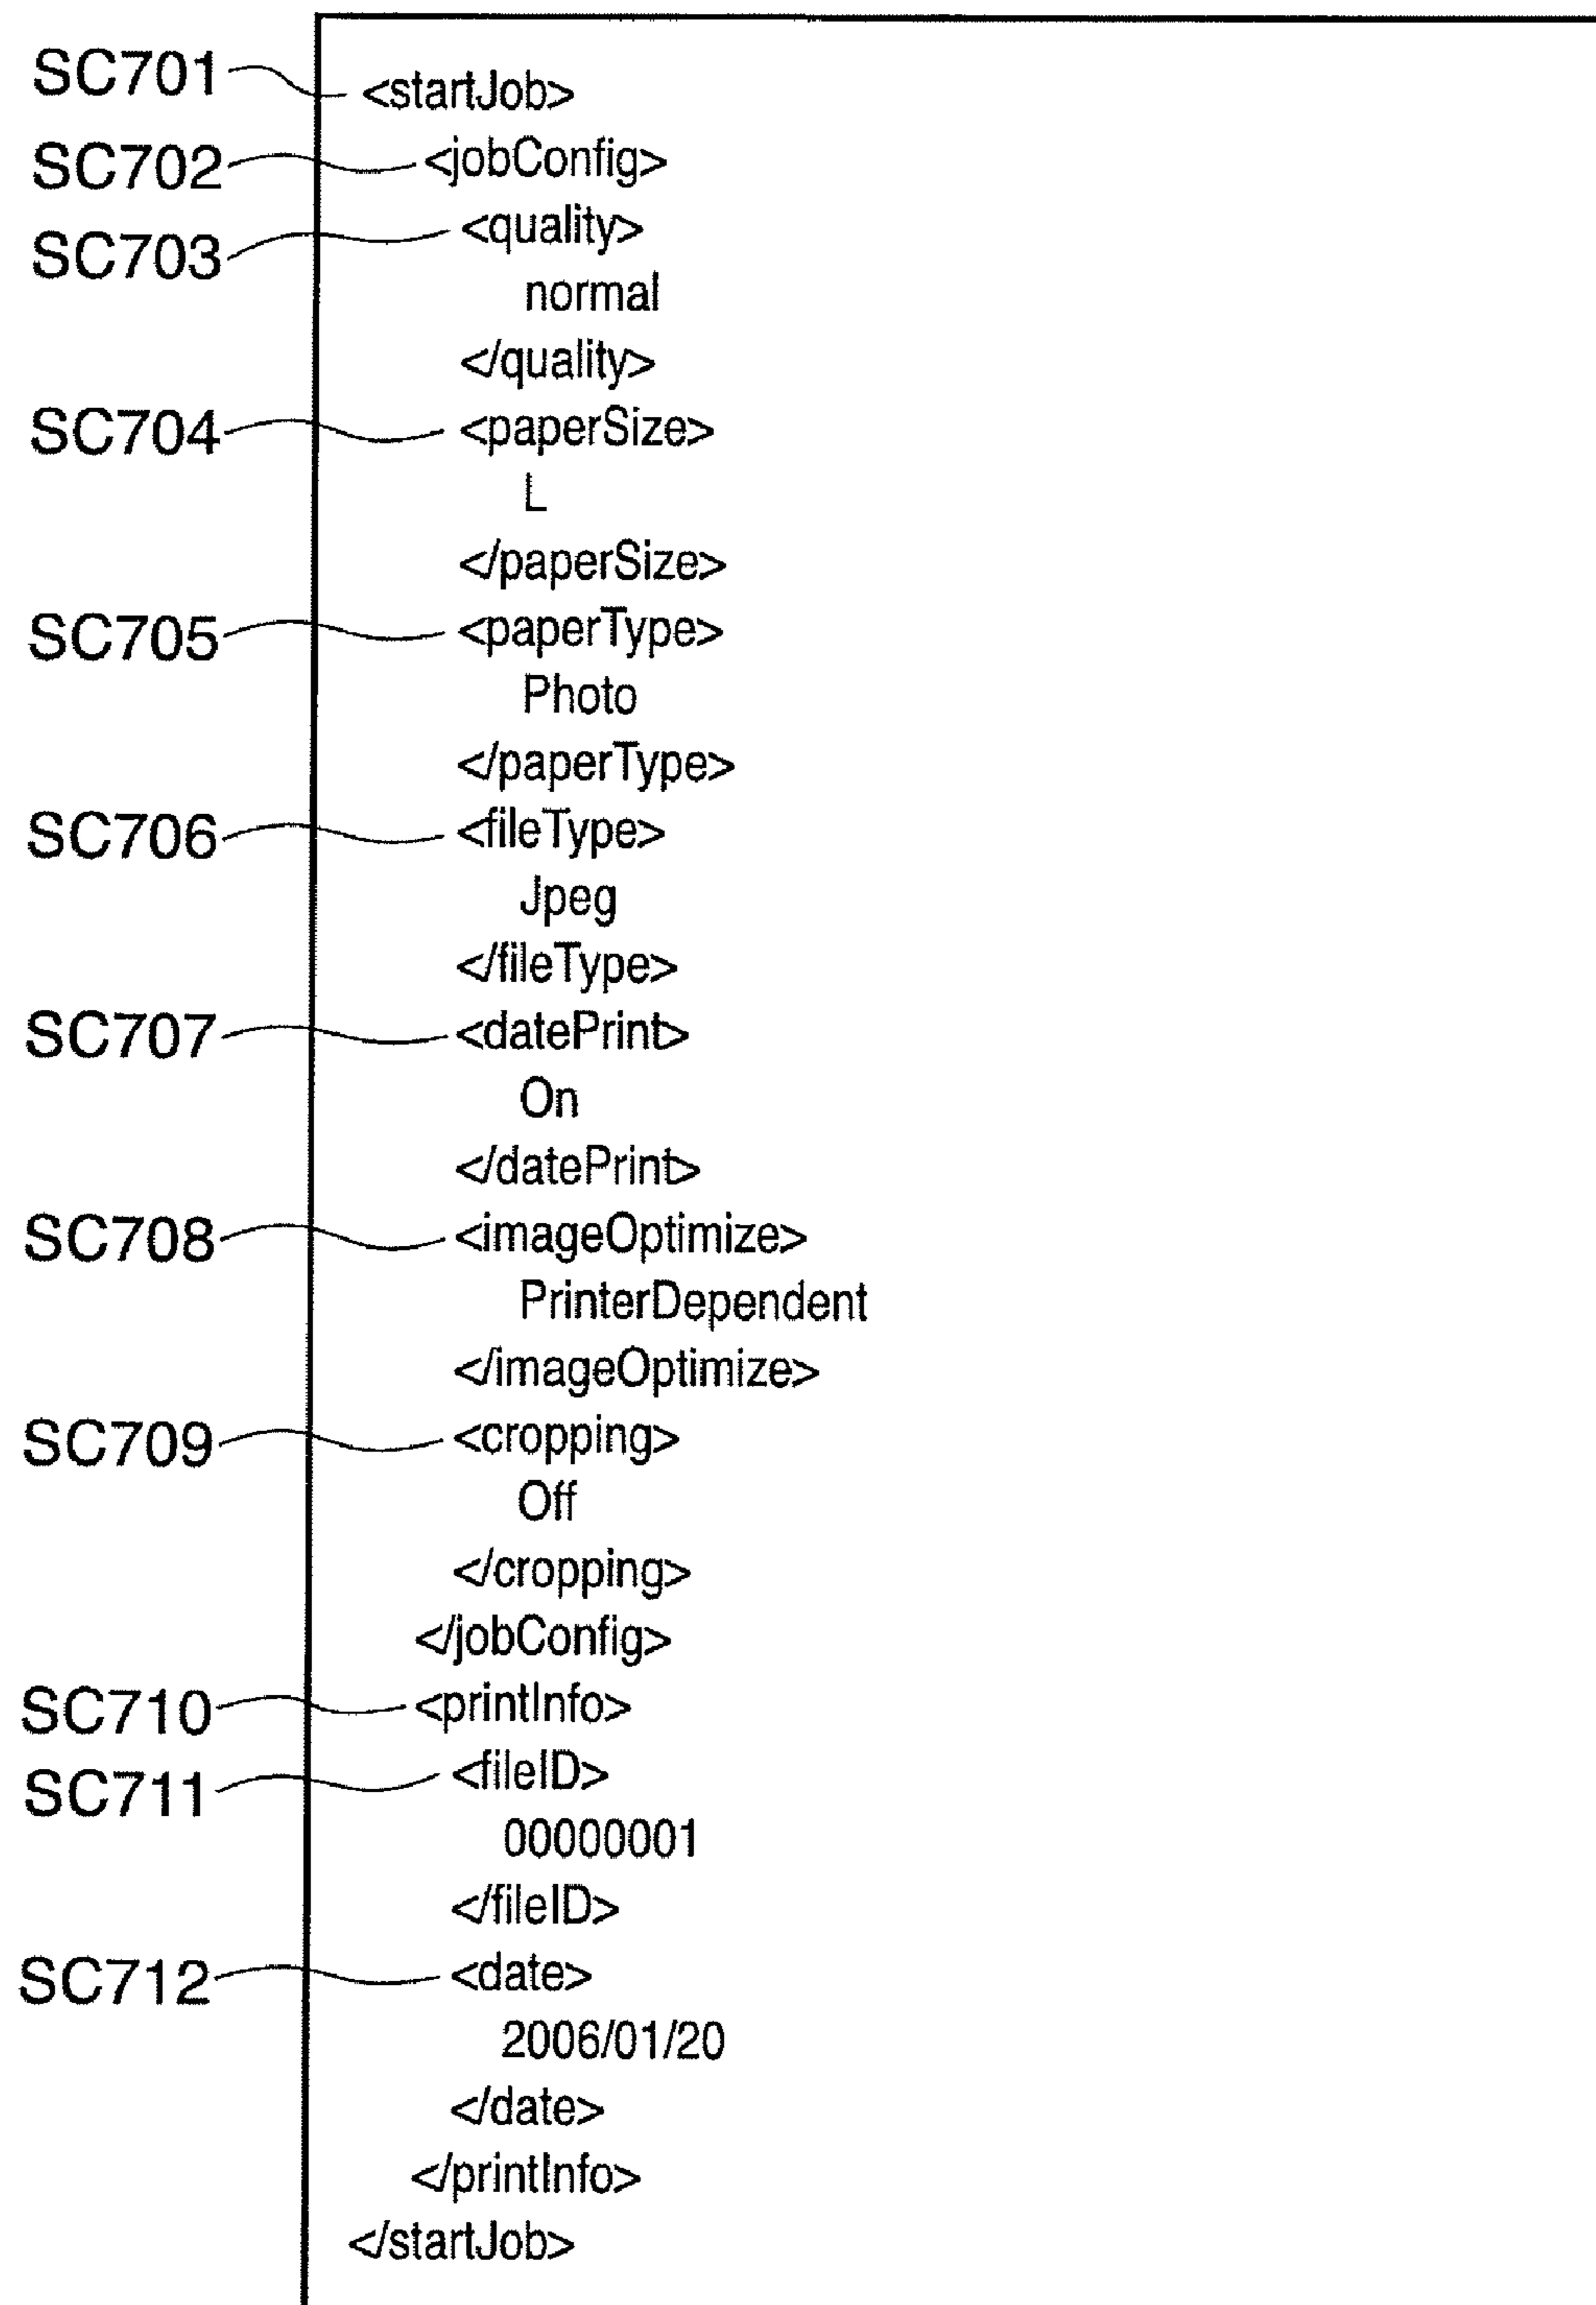 SC701 <startJob>
SC702 <jobConfig>
SC703 <quality>
normal
</quality>
SC704 <paperSize>
L
</paperSize>
SC705 <paperType>
Photo
</paperType>
SC706 <fileType>
Jpeg
</fileType>
SC707 <datePrint>
On
</datePrint>
SC708 <imageOptimize>
PrinterDependent
</imageOptimize>
SC709 <cropping>
Off
</cropping>
</jobConfig>
SC710 <printInfo>
SC711 <fileID>
00000001
</fileID>
SC712 <date>
2006/01/20
</date>
</printInfo>
</startJob>